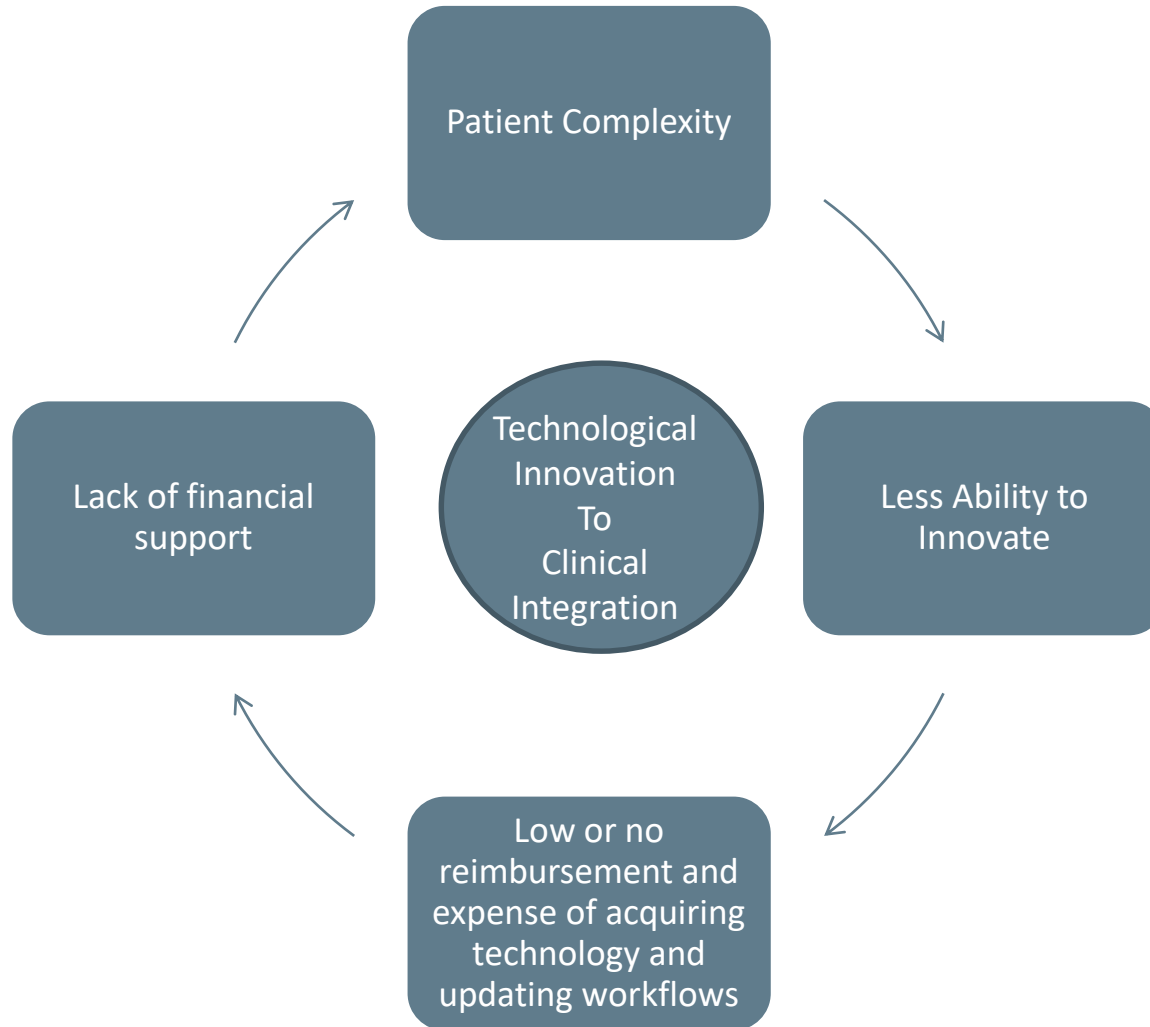 Patient Complexity
Technological
Innovation
To
Clinical
Integration
Lack of financial
support
Less Ability to
Innovate
Low or no
reimbursement and
expense of acquiring
technology and
updating workflows